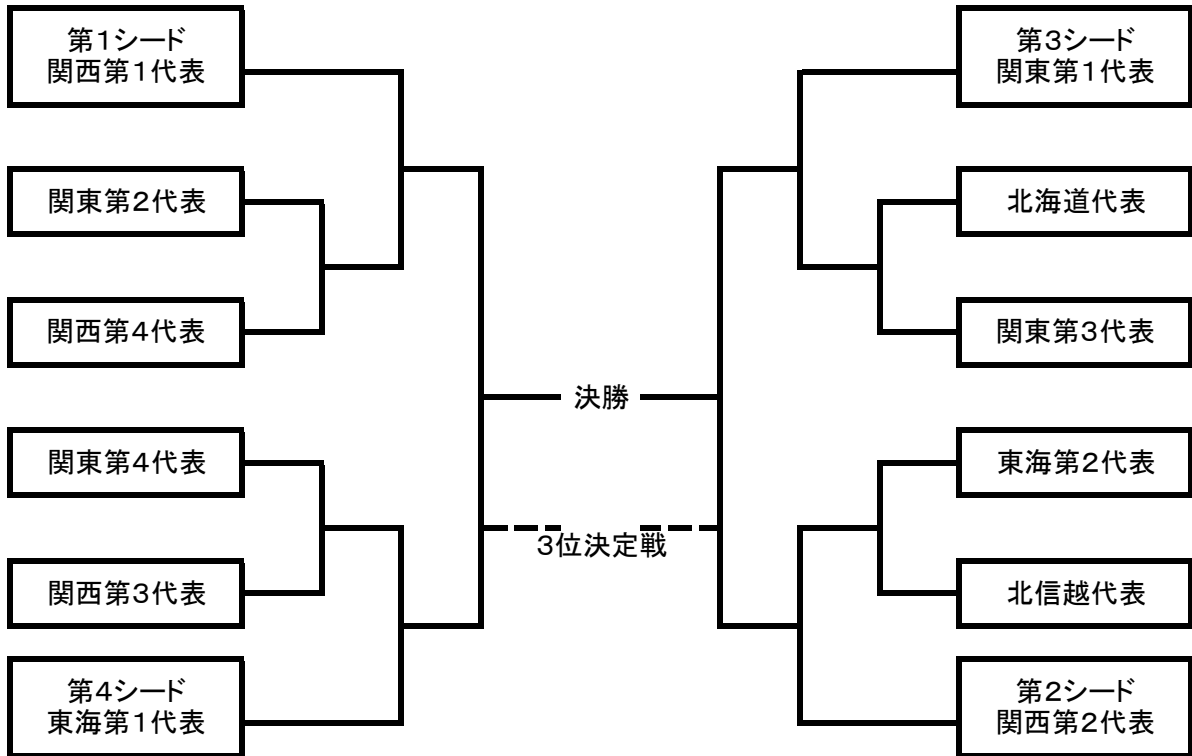 第1シード
関西第1代表
関東第2代表
関西第4代表
関東第4代表
関西第3代表
第4シード
東海第1代表
決勝
3位決定戦
第3シード
関東第1代表
北海道代表
関東第3代表
東海第2代表
北信越代表
第2シード
関西第2代表